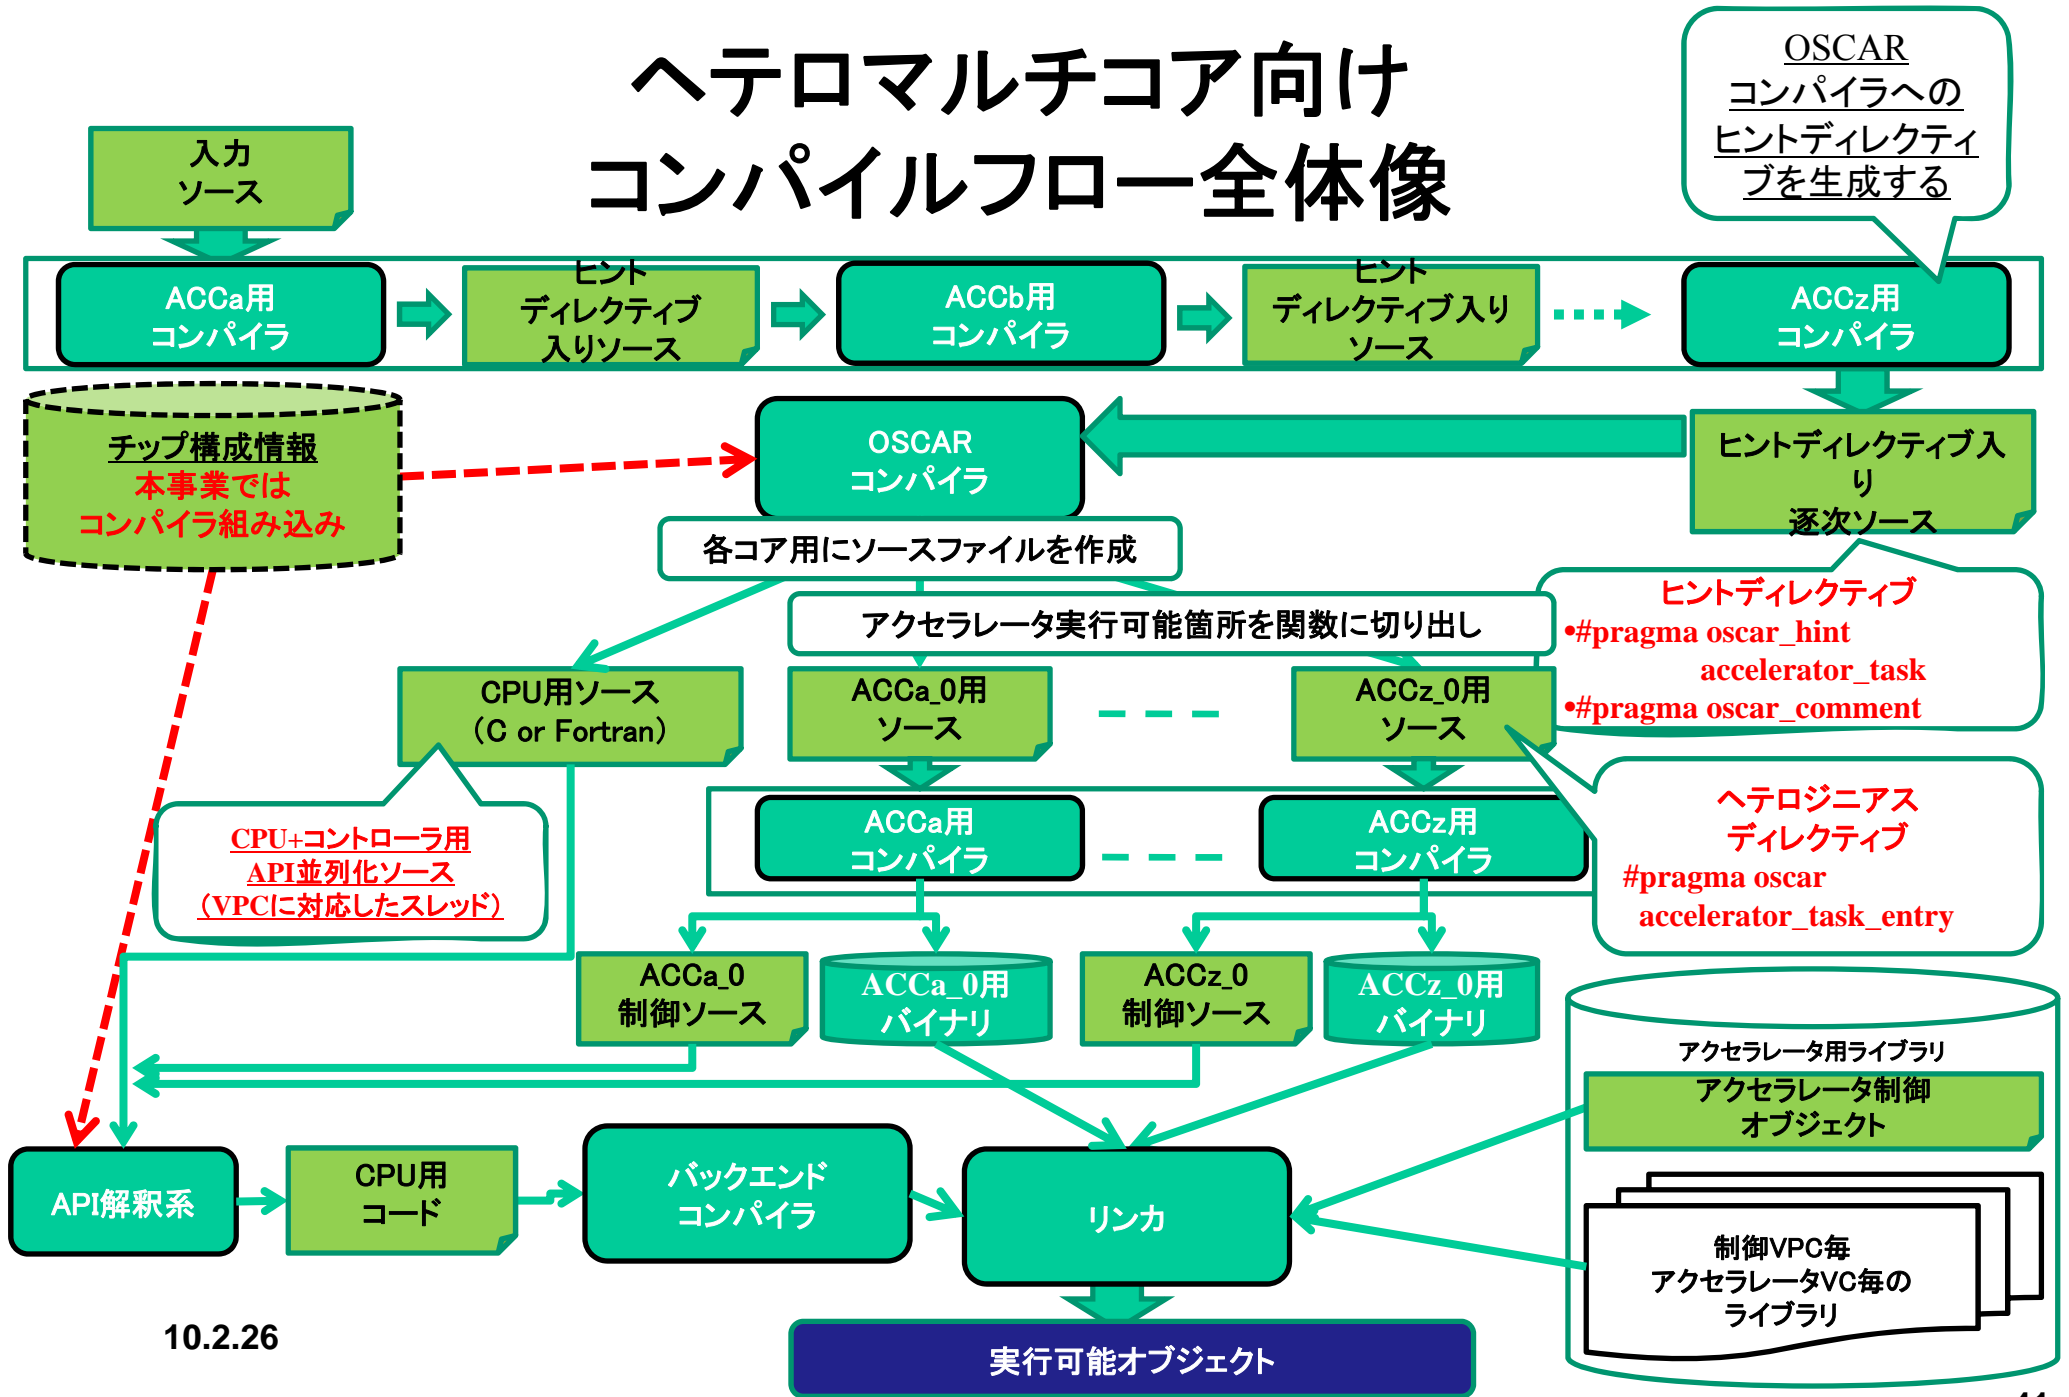 ヘテロマルチコア向け
コンパイルフロー全体像
OSCAR
コンパイラへの
ヒントディレクティ
ブを生成する
入力
ソース
ACCa用
コンパイラ
ヒント
ディレクティブ
入りソース
ACCb用
コンパイラ
ヒント
ディレクティブ入り
ソース
ACCz用
コンパイラ
チップ構成情報
本事業では
コンパイラ組み込み
OSCAR
コンパイラ
ヒントディレクティブ入
り
逐次ソース
各コア用にソースファイルを作成
アクセラレータ実行可能箇所を関数に切り出し
ヒントディレクティブ
•#pragma oscar_hint
accelerator_task
•#pragma oscar_comment
CPU用ソース
（C or Fortran）
ACCa_0用
ソース
ACCz_0用
ソース
CPU+コントローラ用
API並列化ソース
（VPCに対応したスレッド）
ACCa用
コンパイラ
ACCz用
コンパイラ
ヘテロジニアス
ディレクティブ
#pragma oscar
accelerator_task_entry
ACCa_0
制御ソース
ACCa_0用
バイナリ
ACCz_0
制御ソース
ACCz_0用
バイナリ
アクセラレータ用ライブラリ
アクセラレータ制御
オブジェクト
API解釈系
CPU用
コード
バックエンド
コンパイラ
リンカ
制御VPC毎
アクセラレータVC毎の
ライブラリ
10.2.26
実行可能オブジェクト